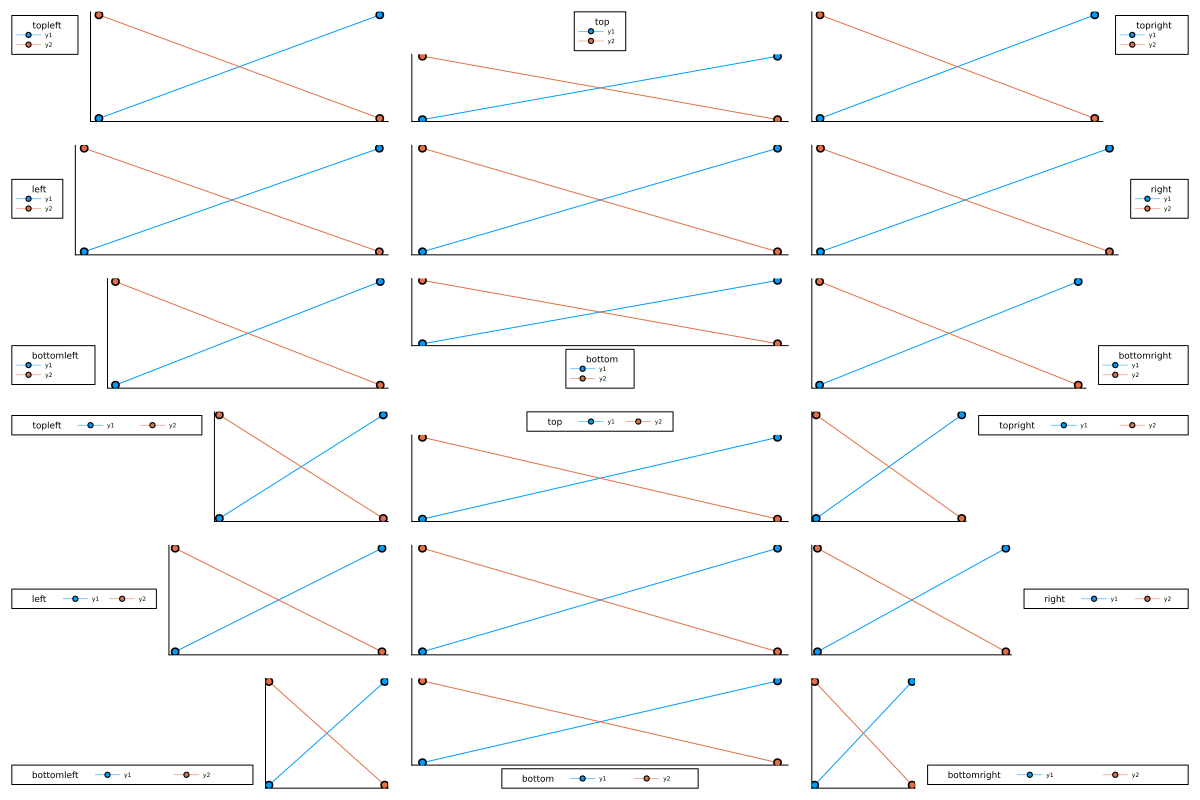 topleft
y1
y2
top
y1
y2
topright
y1
y2
left
y1
y2
right
y1
y2
bottomleft
y1
y2
bottom
y1
y2
bottomright
y1
y2
topleft y1 y2
top y1 y2
topright y1 y2
left y1 y2
right y1 y2
bottomleft y1 y2
bottom y1 y2
bottomright y1 y2